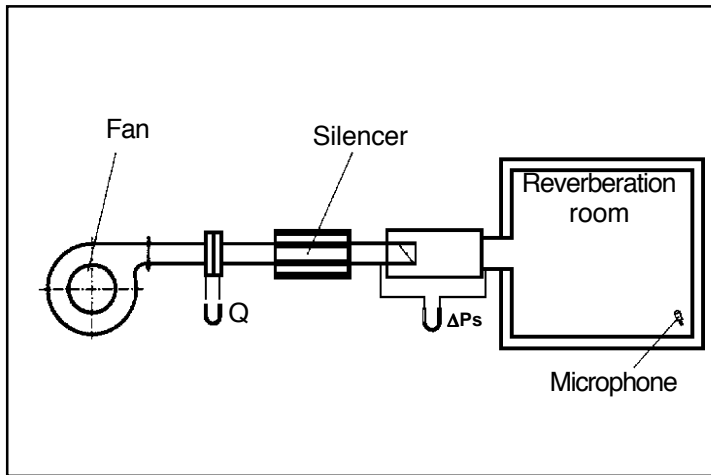 Fan
Silencer
Reverberation
room
Q
ΔPs
Microphone